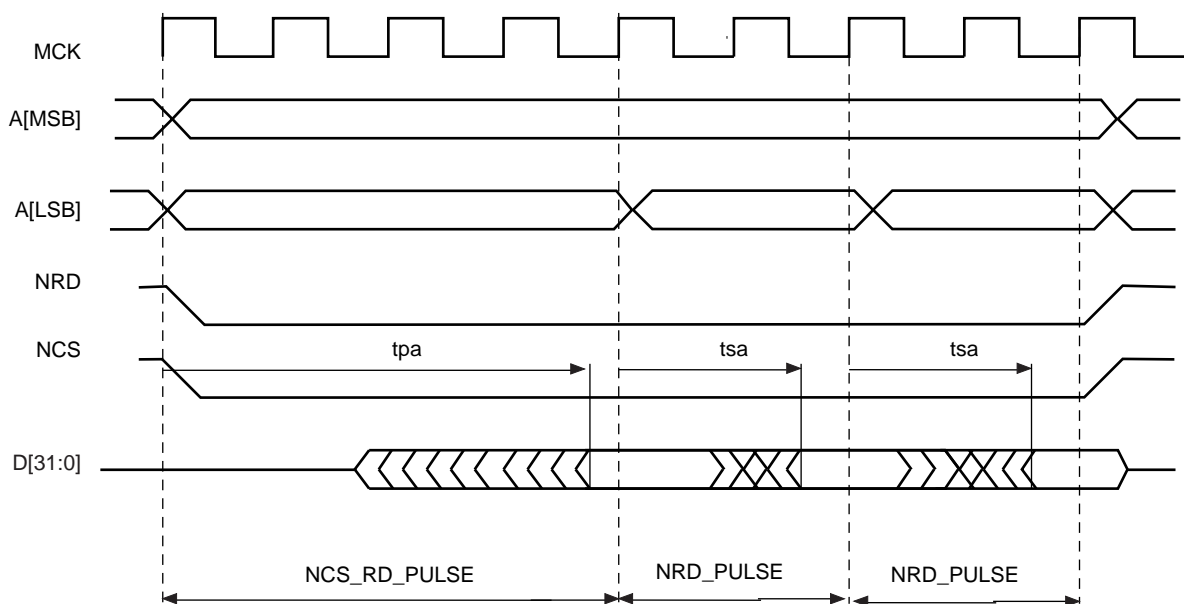 MCK
A[MSB]
A[LSB]
NRD
NCS
tpa
tsa
tsa
D[31:0]
NCS_RD_PULSE
NRD_PULSE
NRD_PULSE